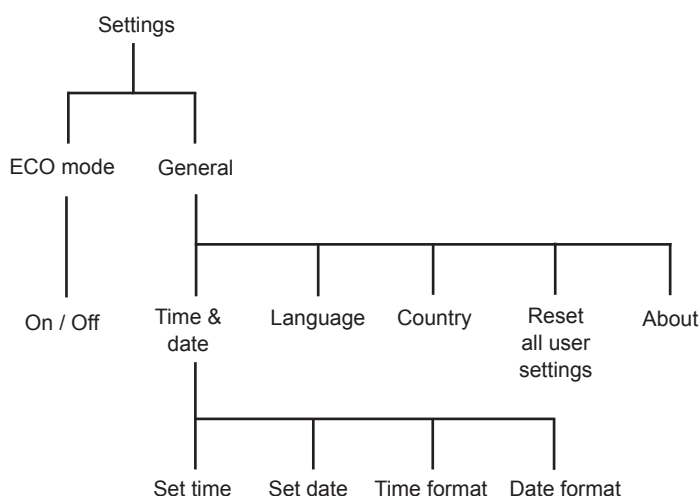 Settings
ECO mode
General
On / Off
Time &
date
Language
Country
Reset
all user
settings
About
Set time
Set date
Time format
Date format